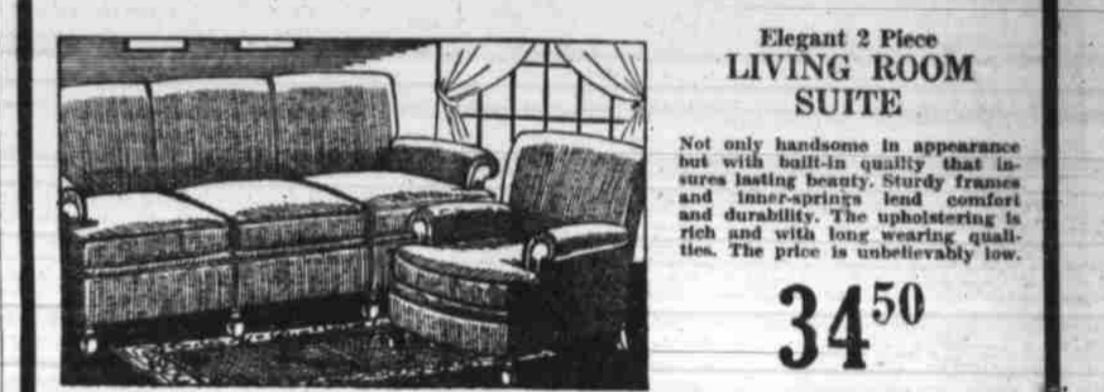 Elegant 2 Piece
LIVING ROOM
SUITE
Not only handsome in appearance
but with built-in quality that in-
sures lasting beauty. Sturdy frames
and inner-springs lend comfort
and durability. The upholstering is
rich and with long wearing quali-
ties. The price is unbelievably low.
34 50